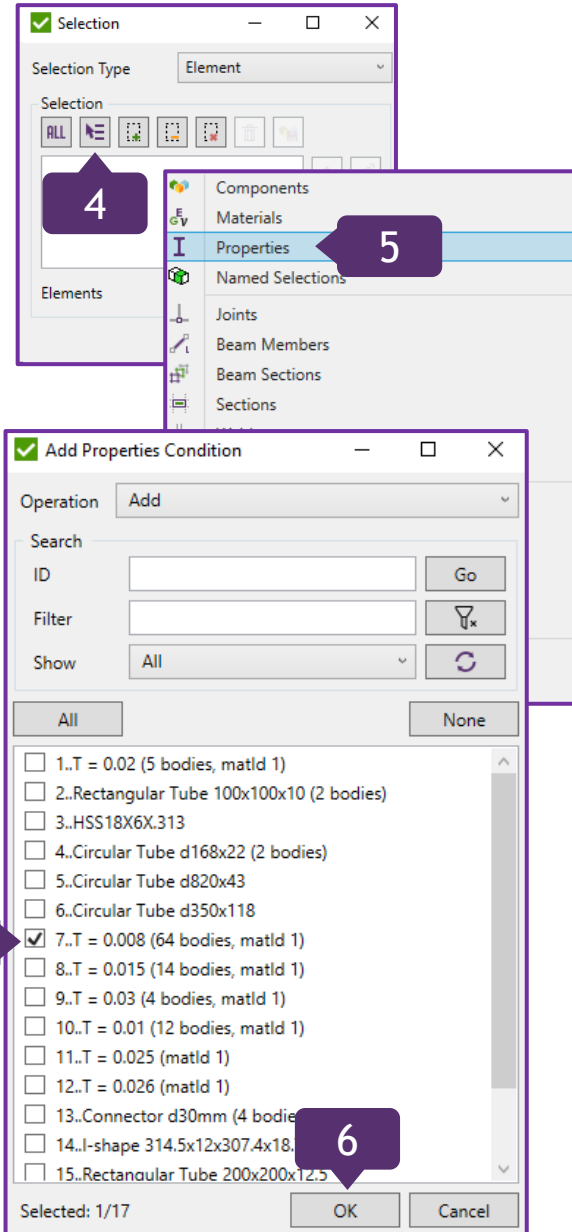 Selection
Selection Type Element
Selection
ALL
4
Elements
Components
Materials
Properties
5
Named Selections
Joints
Beam Members
Beam Sections
Sections
Add Properties Condition
Operation Add
Search
ID Go
Filter
Show All
All None
1..T = 0.02 (5 bodies, matId 1)
2..Rectangular Tube 100x100x10 (2 bodies)
3..HSS18X6X.313
4..Circular Tube d168x22 (2 bodies)
5..Circular Tube d820x43
6..Circular Tube d350x118
7..T = 0.008 (64 bodies, matId 1)
8..T = 0.015 (14 bodies, matId 1)
9..T = 0.03 (4 bodies, matId 1)
10..T = 0.01 (12 bodies, matId 1)
11..T = 0.025 (matId 1)
12..T = 0.026 (matId 1)
13..Connector d30mm (4 bodie
14..I-shape 314.5x12x307.4x18.
6
15..Rectangular Tube 200x200x12.5
Selected: 1/17 OK Cancel